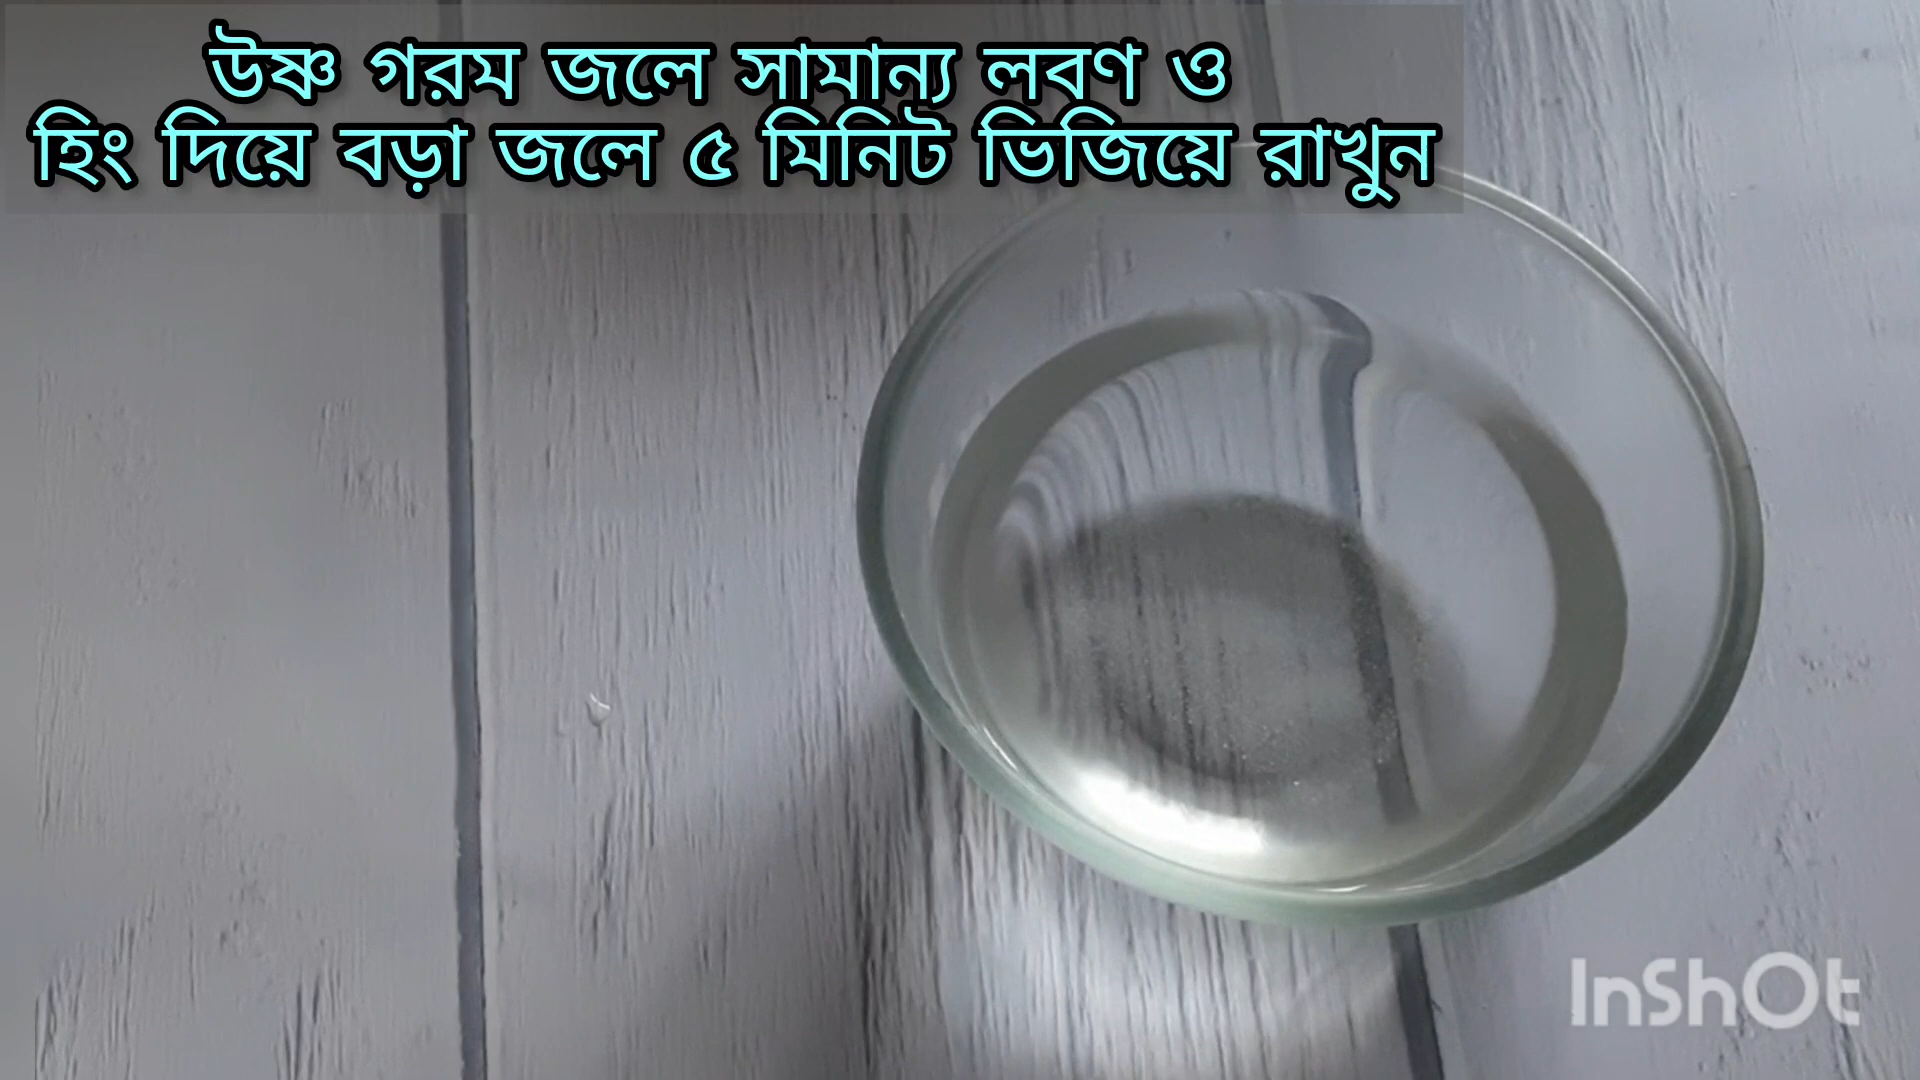 উষ্ণ গরম জলে সামান্য লবণ ও
হিং দিয়ে বড়া জলে ৫ মিনিট ভিজিয়ে রাখুন
InShOt